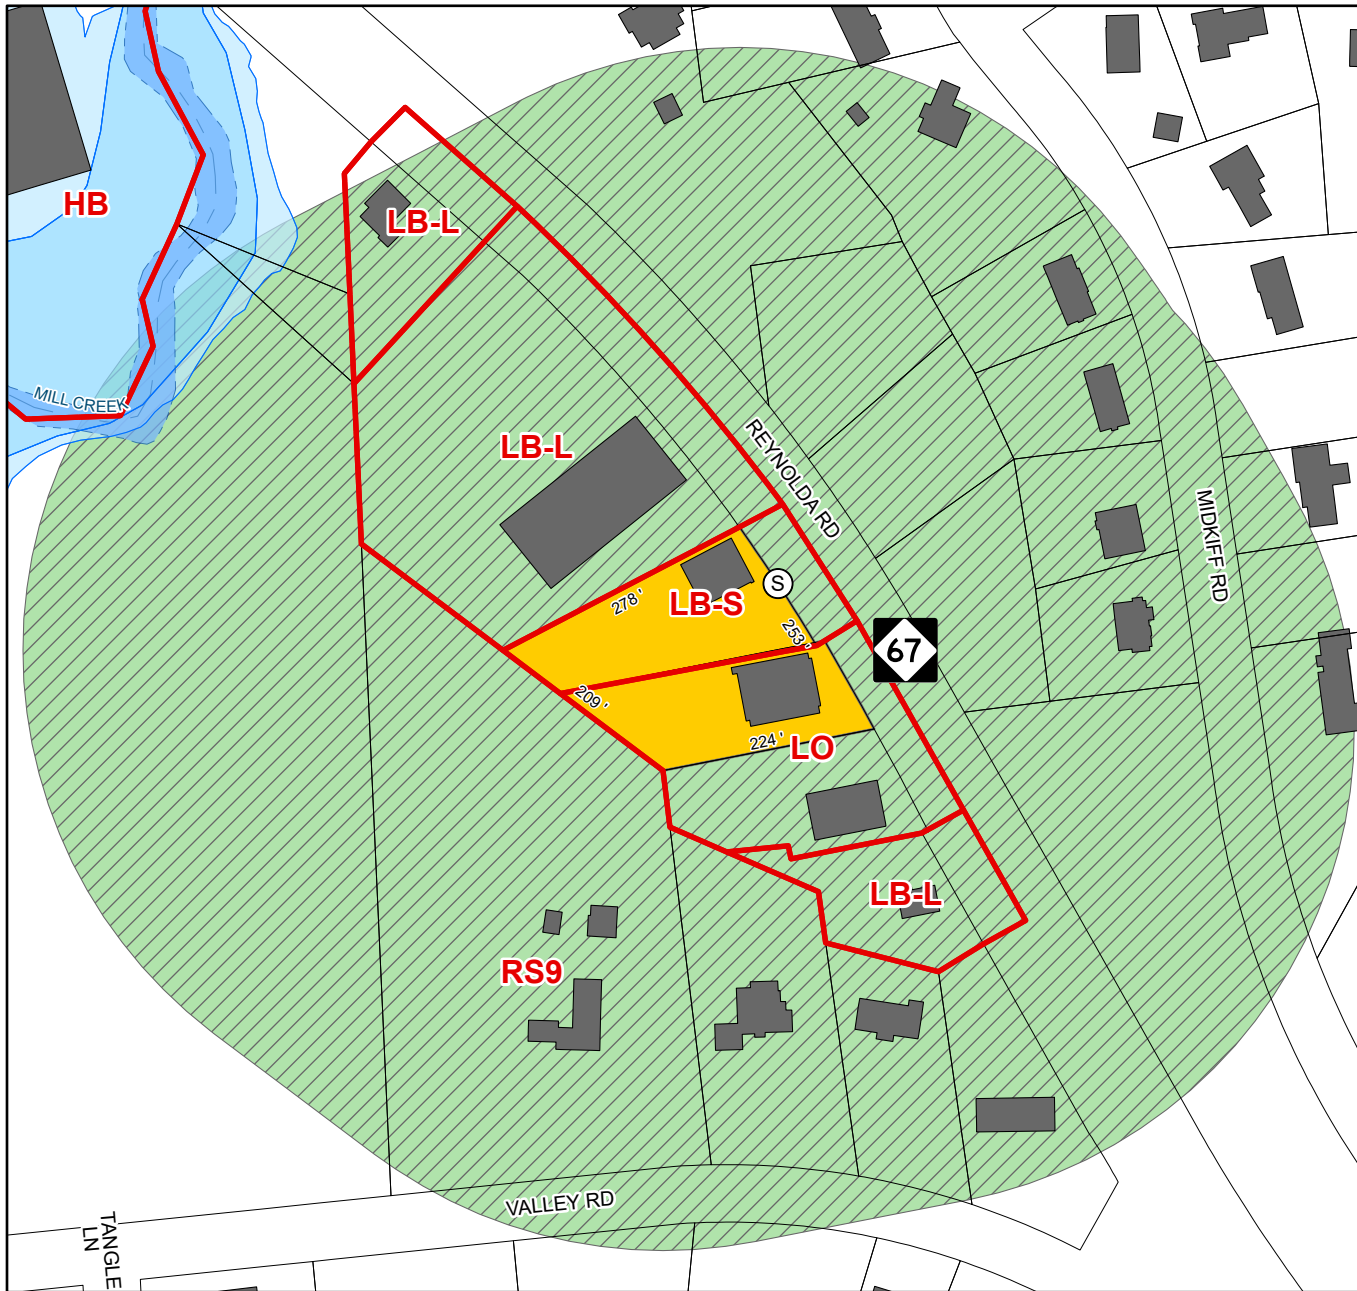 HB
LB-L
MILL CREEK
LB-L
REYNOLDA RD
MIDKIFF RD
S
278 '
LB-S
253 '
67
209 '
224 '
LO
LB-L
RS9
VALLEY RD
TANGLE
LN